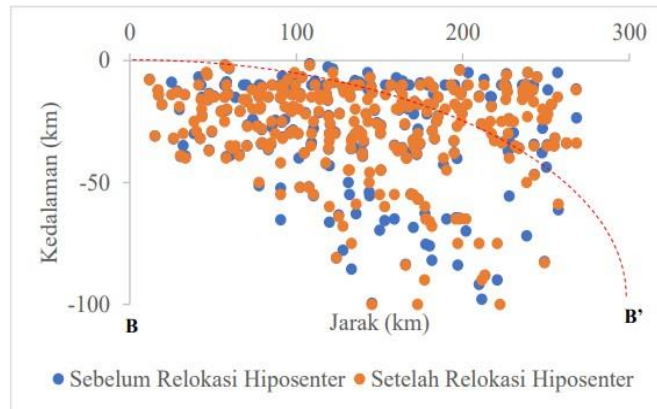 0 100 200 300
0
-50
-100
Kedalaman (km)
B Jarak (km) B’
Sebelum Relokasi Hiposenter Setelah Relokasi Hiposenter